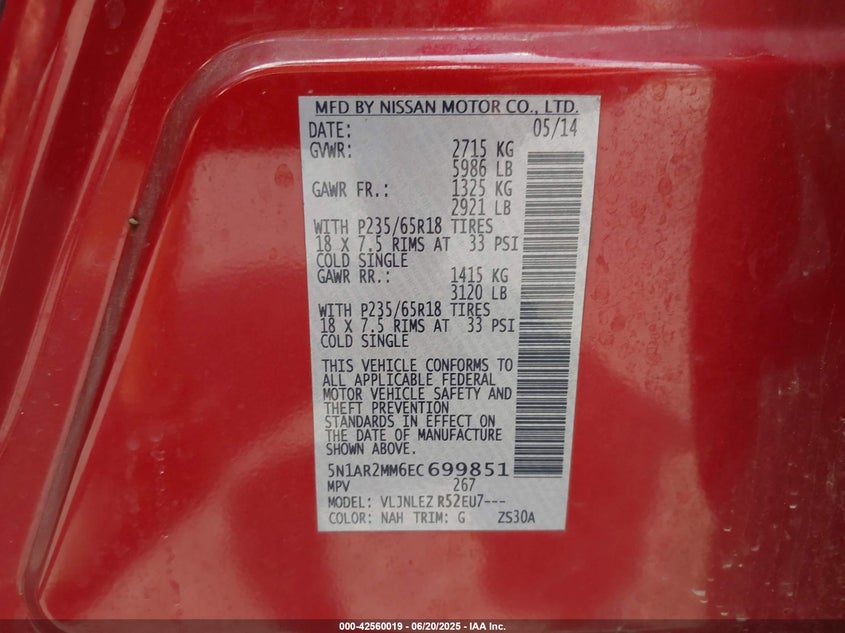 MFD BY NISSAN MOTOR CO., LTD.
DATE: 05/14
GVWR: 2715 KG
5986 LB
GAWR FR.: 1325 KG
2921 LB
WITH P235/65R18 TIRES
18 X 7.5 RIMS AT 33 PSI
COLD SINGLE
GAWR RR.: 1415 KG
3120 LB
WITH P235/65R18 TIRES
18 X 7.5 RIMS AT 33 PSI
COLD SINGLE
THIS VEHICLE CONFORMS TO
ALL APPLICABLE FEDERAL
MOTOR VEHICLE SAFETY AND
THEFT PREVENTION
STANDARDS IN EFFECT ON
THE DATE OF MANUFACTURE
SHOWN ABOVE.
5N1AR2MM6EC699851
MPV 267
MODEL: VLJNLEZ R52EU7---
COLOR: NAH TRIM: G ZS30A
000-42560019 - 06/20/2025 - IAA Inc.